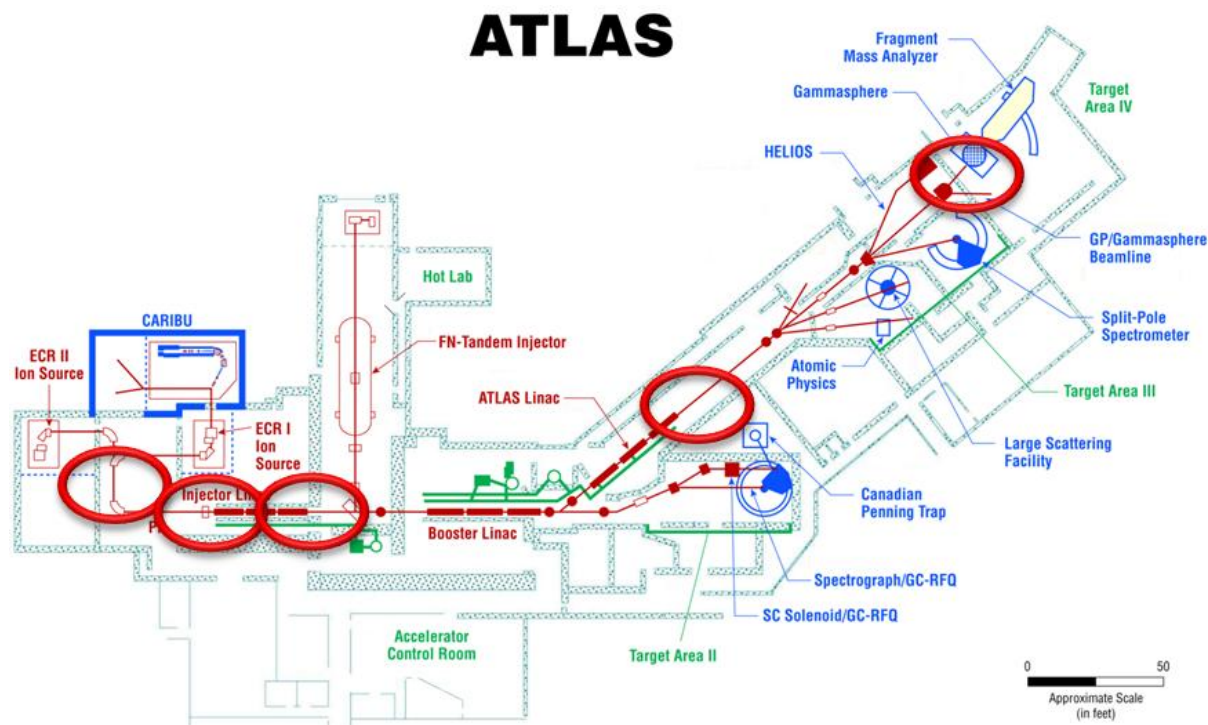 ATLAS
Fragment
Mass Analyzer
Gammasphere
Target
Area IV
HELIOS
GP/Gammasphere
Beamline
Hot Lab
CARIBU
FN-Tandem Injector
Split-Pole
Spectrometer
ECR II
Ion Source
Atomic
Physics
Target Area III
ATLAS Linac
ECR I
Ion
Source
Large Scattering
Facility
Canadian
Penning Trap
Injector
Booster Linac
Spectrograph/GC-RFQ
SC Solenoid/GC-RFQ
Accelerator
Control Room
Target Area II
0 50
Approximate Scale
(in feet)